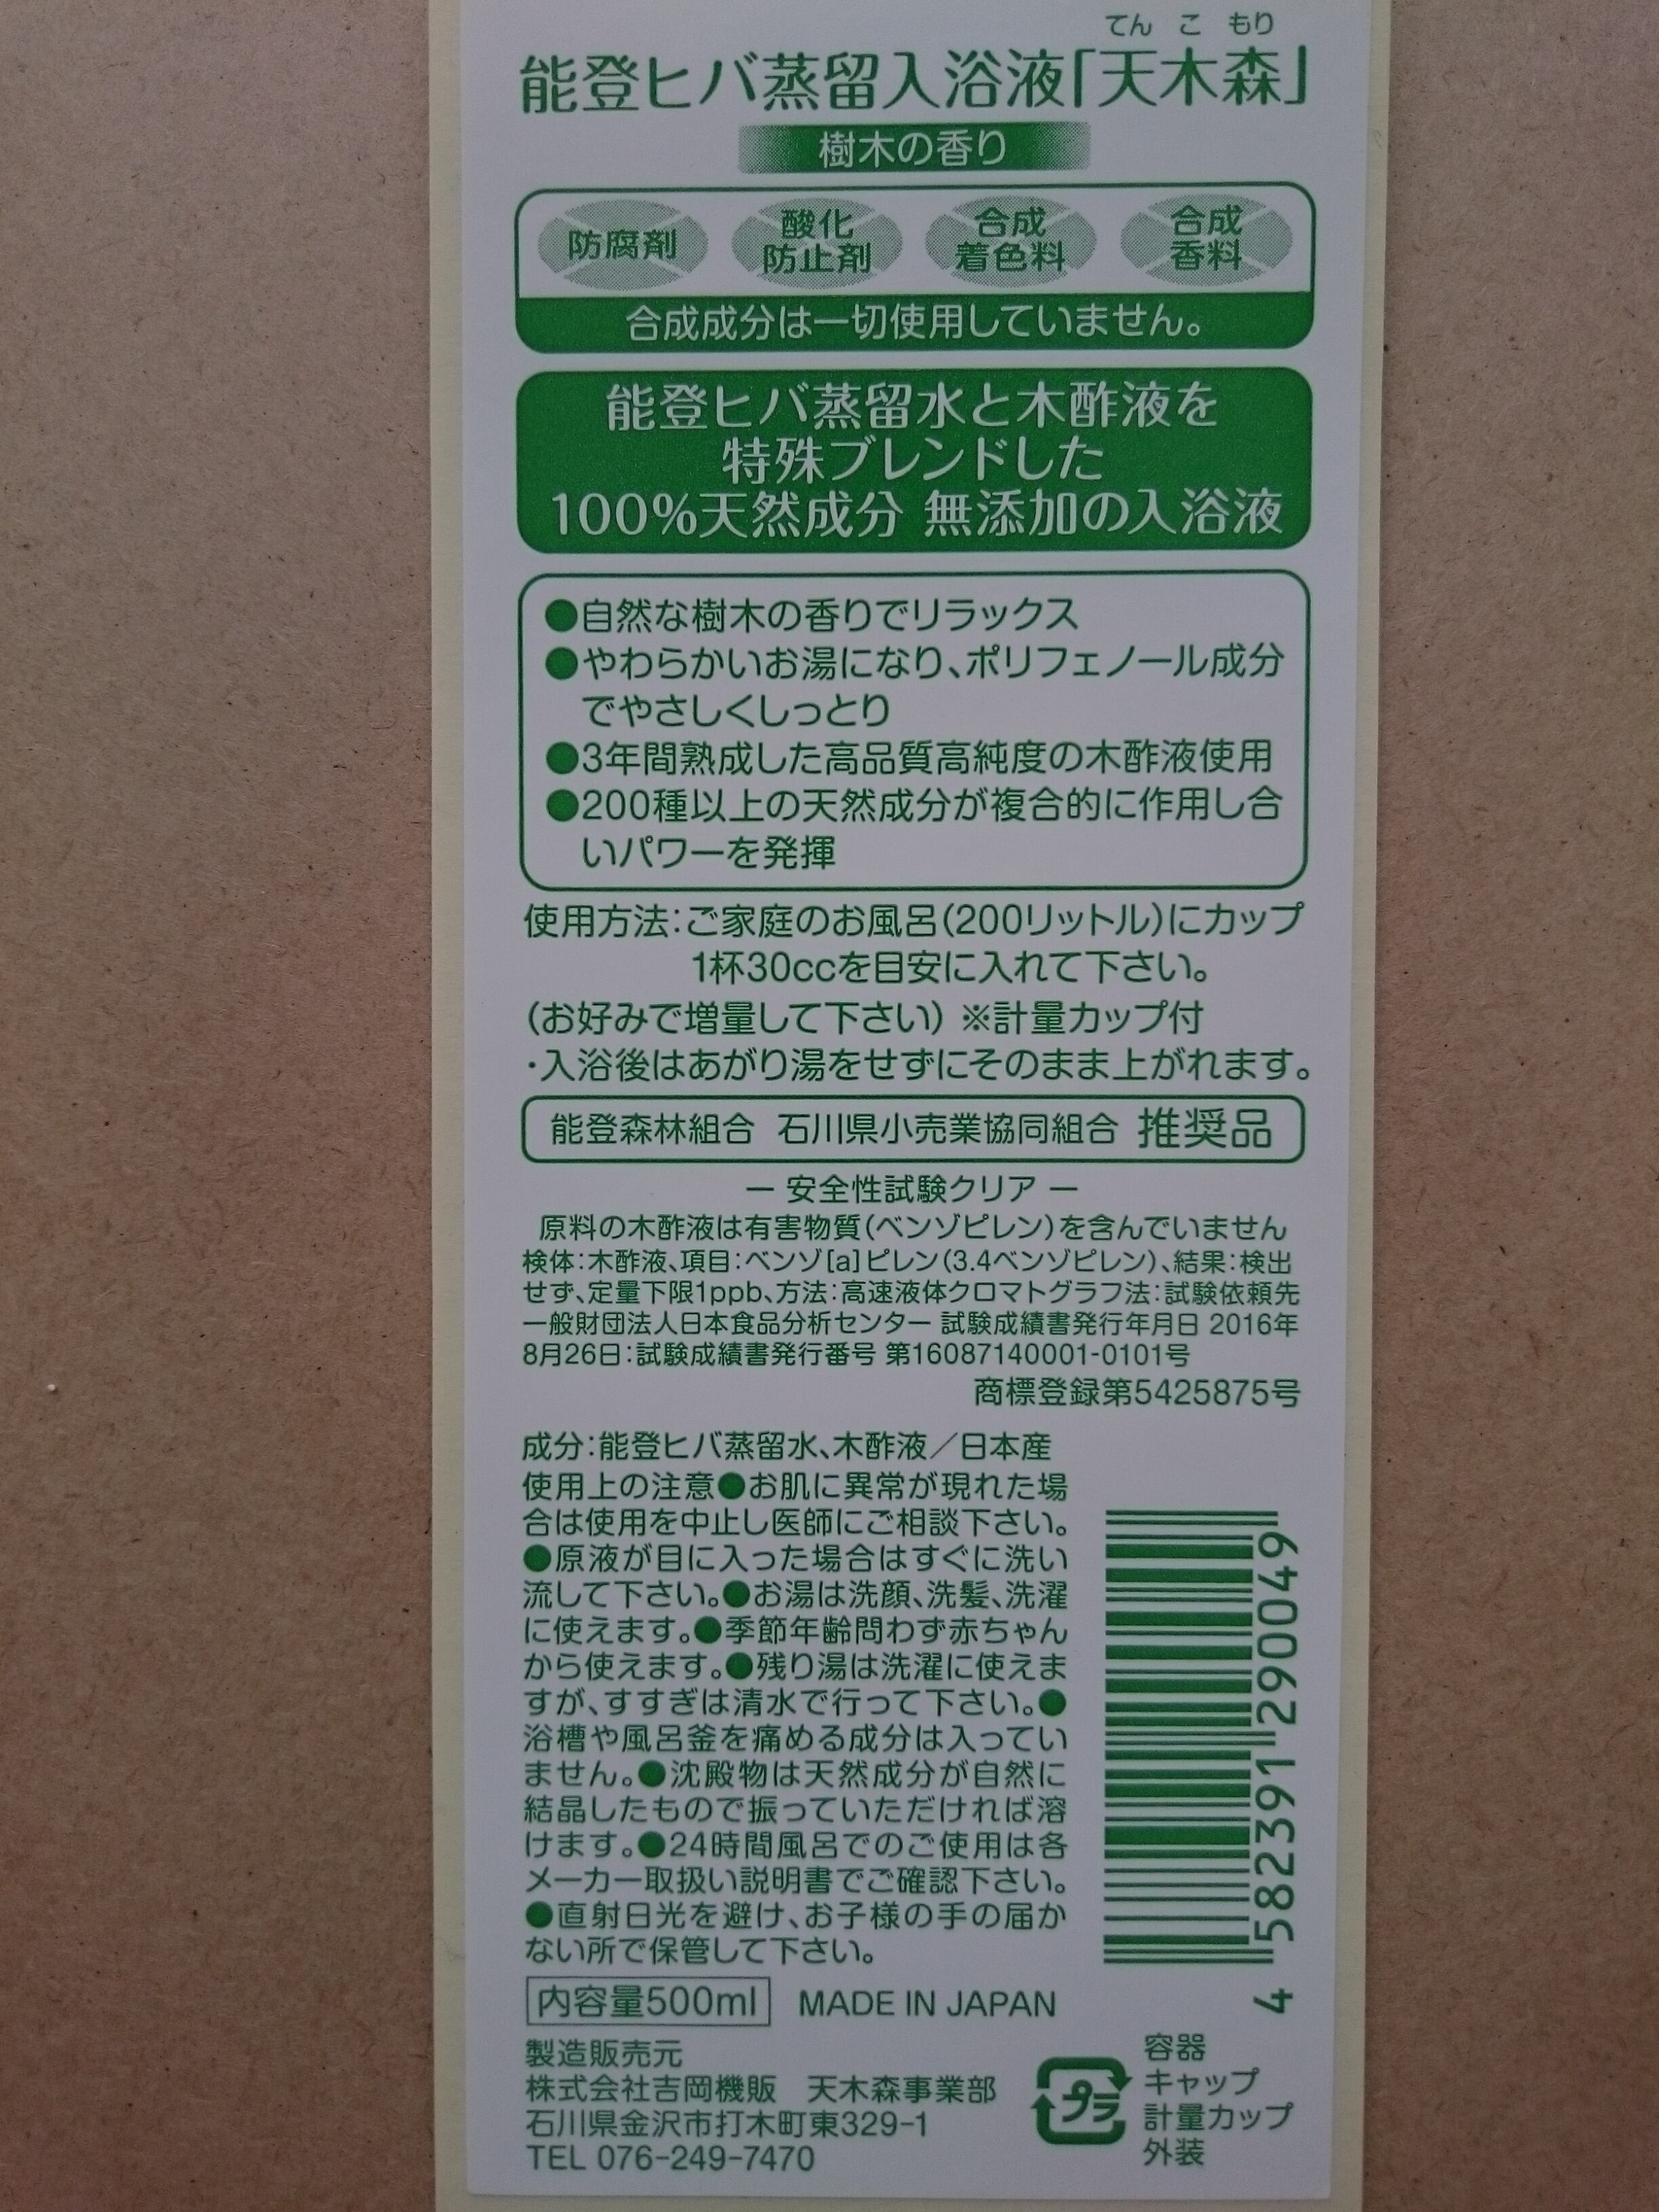 てん こ もり
能登ヒバ蒸留入浴液「天木森」
樹木の香り
防腐剤 酸化防止剤 合成着色料 合成香料
合成成分は一切使用していません。
能登ヒバ蒸留水と木酢液を
特殊ブレンドした
100%天然成分 無添加の入浴液
●自然な樹木の香りでリラックス
●やわらかいお湯になり、ポリフェノール成分
でやさしくしっとり
●3年間熟成した高品質高純度の木酢液使用
●200種以上の天然成分が複合的に作用し合
いパワーを発揮
使用方法:ご家庭のお風呂(200リットル)にカップ
1杯30ccを目安に入れて下さい。
(お好みで増量して下さい) ※計量カップ付
・入浴後はあがり湯をせずにそのまま上がれます。
能登森林組合 石川県小売業協同組合 推奨品
― 安全性試験クリア ―
原料の木酢液は有害物質(ベンゾピレン)を含んでいません
検体:木酢液、項目:ベンゾ[a]ピレン(3.4ベンゾピレン)、結果:検出
せず、定量下限1ppb、方法:高速液体クロマトグラフ法:試験依頼先
一般財団法人日本食品分析センター 試験成績書発行年月日 2016年
8月26日:試験成績書発行番号 第16087140001-0101号
商標登録第5425875号
成分:能登ヒバ蒸留水、木酢液/日本産
使用上の注意●お肌に異常が現れた場
合は使用を中止し医師にご相談下さい。
●原液が目に入った場合はすぐに洗い
流して下さい。●お湯は洗顔、洗髪、洗濯
に使えます。●季節年齢問わず赤ちゃん
から使えます。●残り湯は洗濯に使えま
すが、すすぎは清水で行って下さい。●
浴槽や風呂釜を痛める成分は入ってい
ません。●沈殿物は天然成分が自然に
結晶したもので振っていただければ溶
けます。●24時間風呂でのご使用は各
メーカー取扱い説明書でご確認下さい。
●直射日光を避け、お子様の手の届か
ない所で保管して下さい。
4 582391 290049
内容量500ml MADE IN JAPAN
製造販売元
株式会社吉岡機販 天木森事業部
石川県金沢市打木町東329-1
TEL 076-249-7470
プラ
容器
キャップ
計量カップ
外装